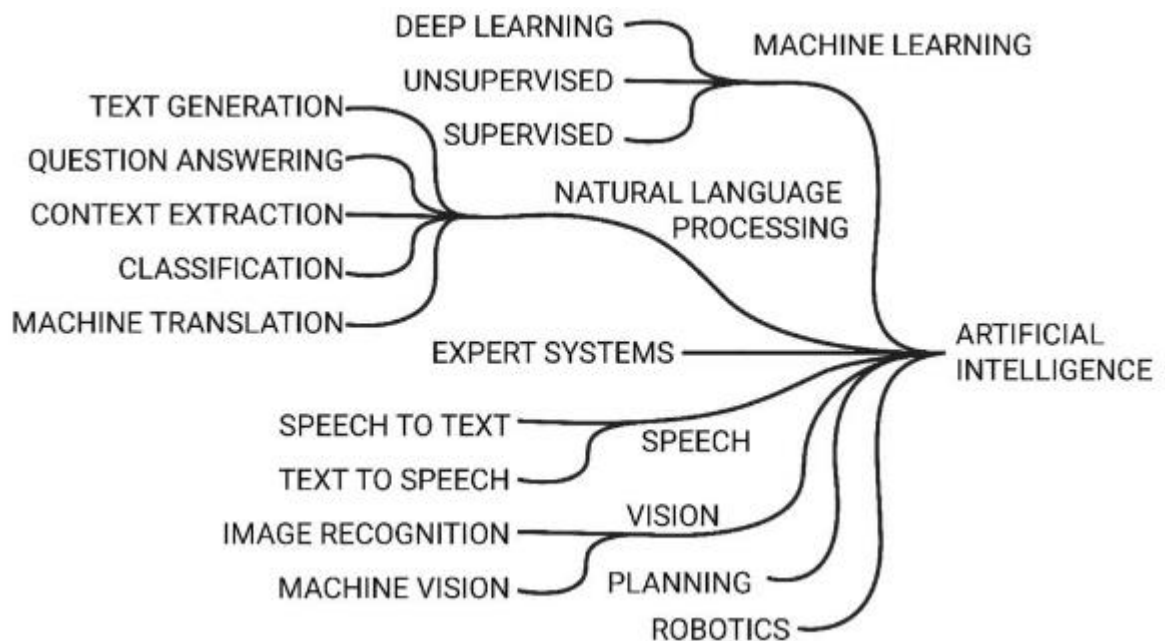 DEEP LEARNING
MACHINE LEARNING
UNSUPERVISED
SUPERVISED
TEXT GENERATION
QUESTION ANSWERING
CONTEXT EXTRACTION
CLASSIFICATION
MACHINE TRANSLATION
NATURAL LANGUAGE
PROCESSING
EXPERT SYSTEMS
ARTIFICIAL
INTELLIGENCE
SPEECH TO TEXT
TEXT TO SPEECH
SPEECH
IMAGE RECOGNITION
MACHINE VISION
VISION
PLANNING
ROBOTICS